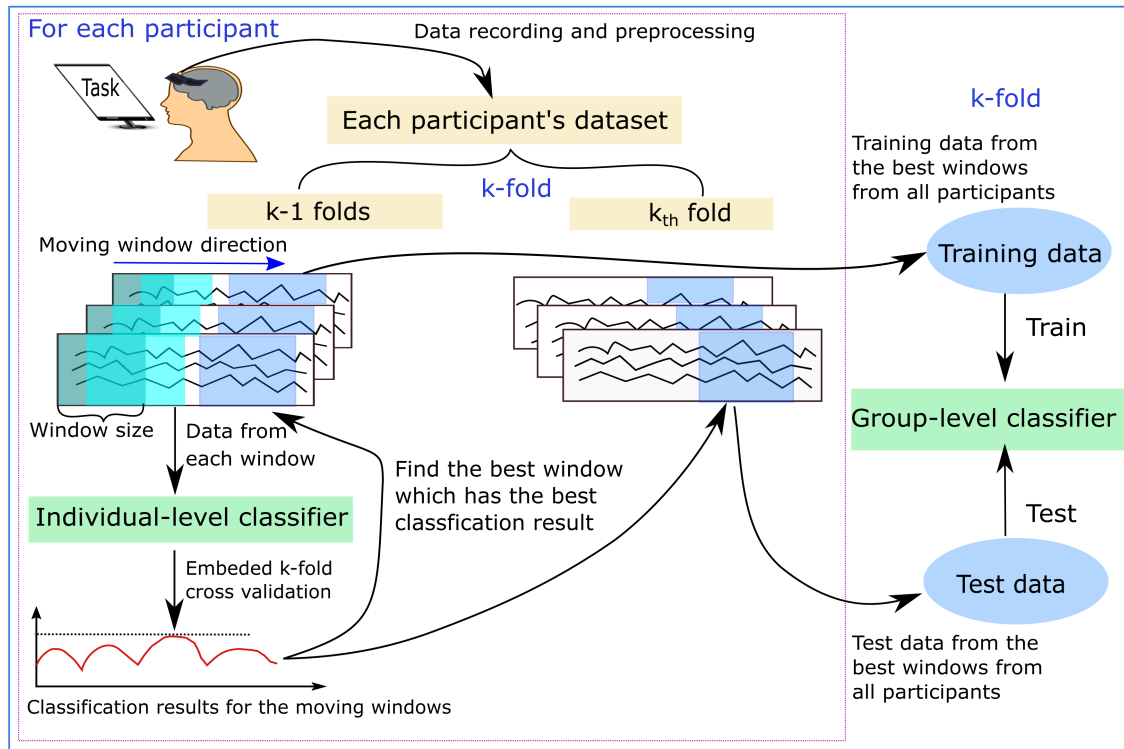 For each participant
Data recording and preprocessing
Task
Each participant's dataset
k-fold
k-1 folds
kth fold
Moving window direction
Window size
Data from
each window
Individual-level classifier
Embeded k-fold
cross validation
Find the best window
which has the best
classfication result
Classification results for the moving windows
k-fold
Training data from
the best windows
from all participants
Training data
Train
Group-level classifier
Test
Test data
Test data from the
best windows from
all participants